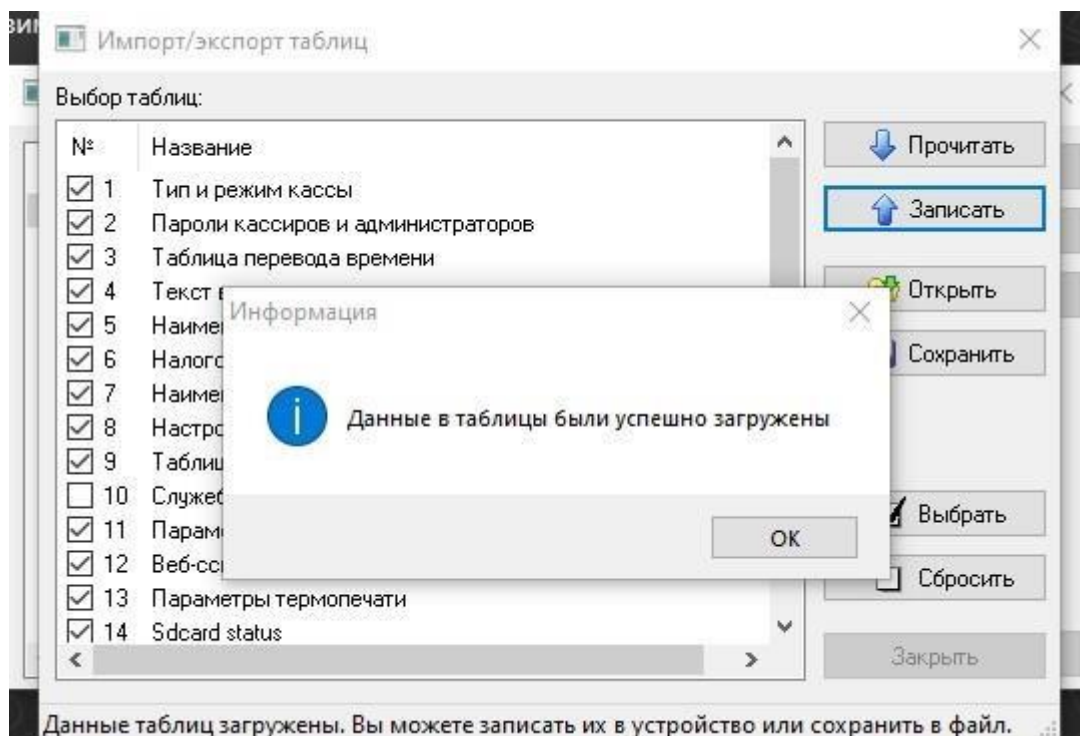 Импорт/экспорт таблиц
Выбор таблиц:
№ Название
1 Тип и режим кассы
2 Пароли кассиров и администраторов
3 Таблица перевода времени
4 Текст
5
6
7
8
9
10
11
12
13 Параметры термопечати
14 Sdcard status
Прочитать
Записать
Открыть
Сохранить
Выбрать
Сбросить
Закрыть
Информация
Данные в таблицы были успешно загружены
OK
Данные таблиц загружены. Вы можете записать их в устройство или сохранить в файл.